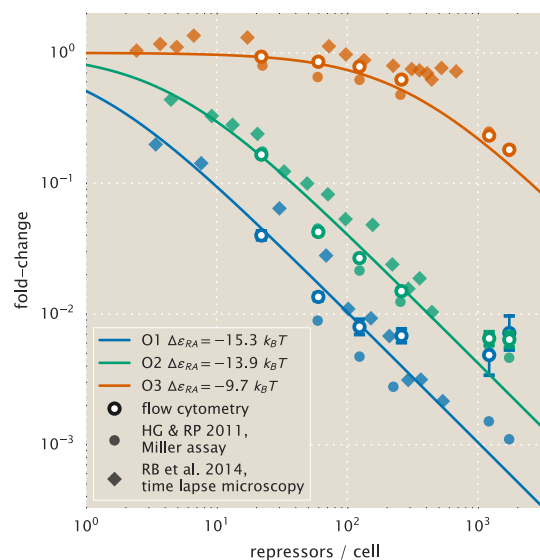 10⁰
10⁻¹
10⁻²
10⁻³
fold–change
O1 Δε_RA=−15.3 k_BT
O2 Δε_RA=−13.9 k_BT
O3 Δε_RA=−9.7 k_BT
flow cytometry
HG & RP 2011,
Miller assay
RB et al. 2014,
time lapse microscopy
10⁰ 10¹ 10² 10³
repressors / cell